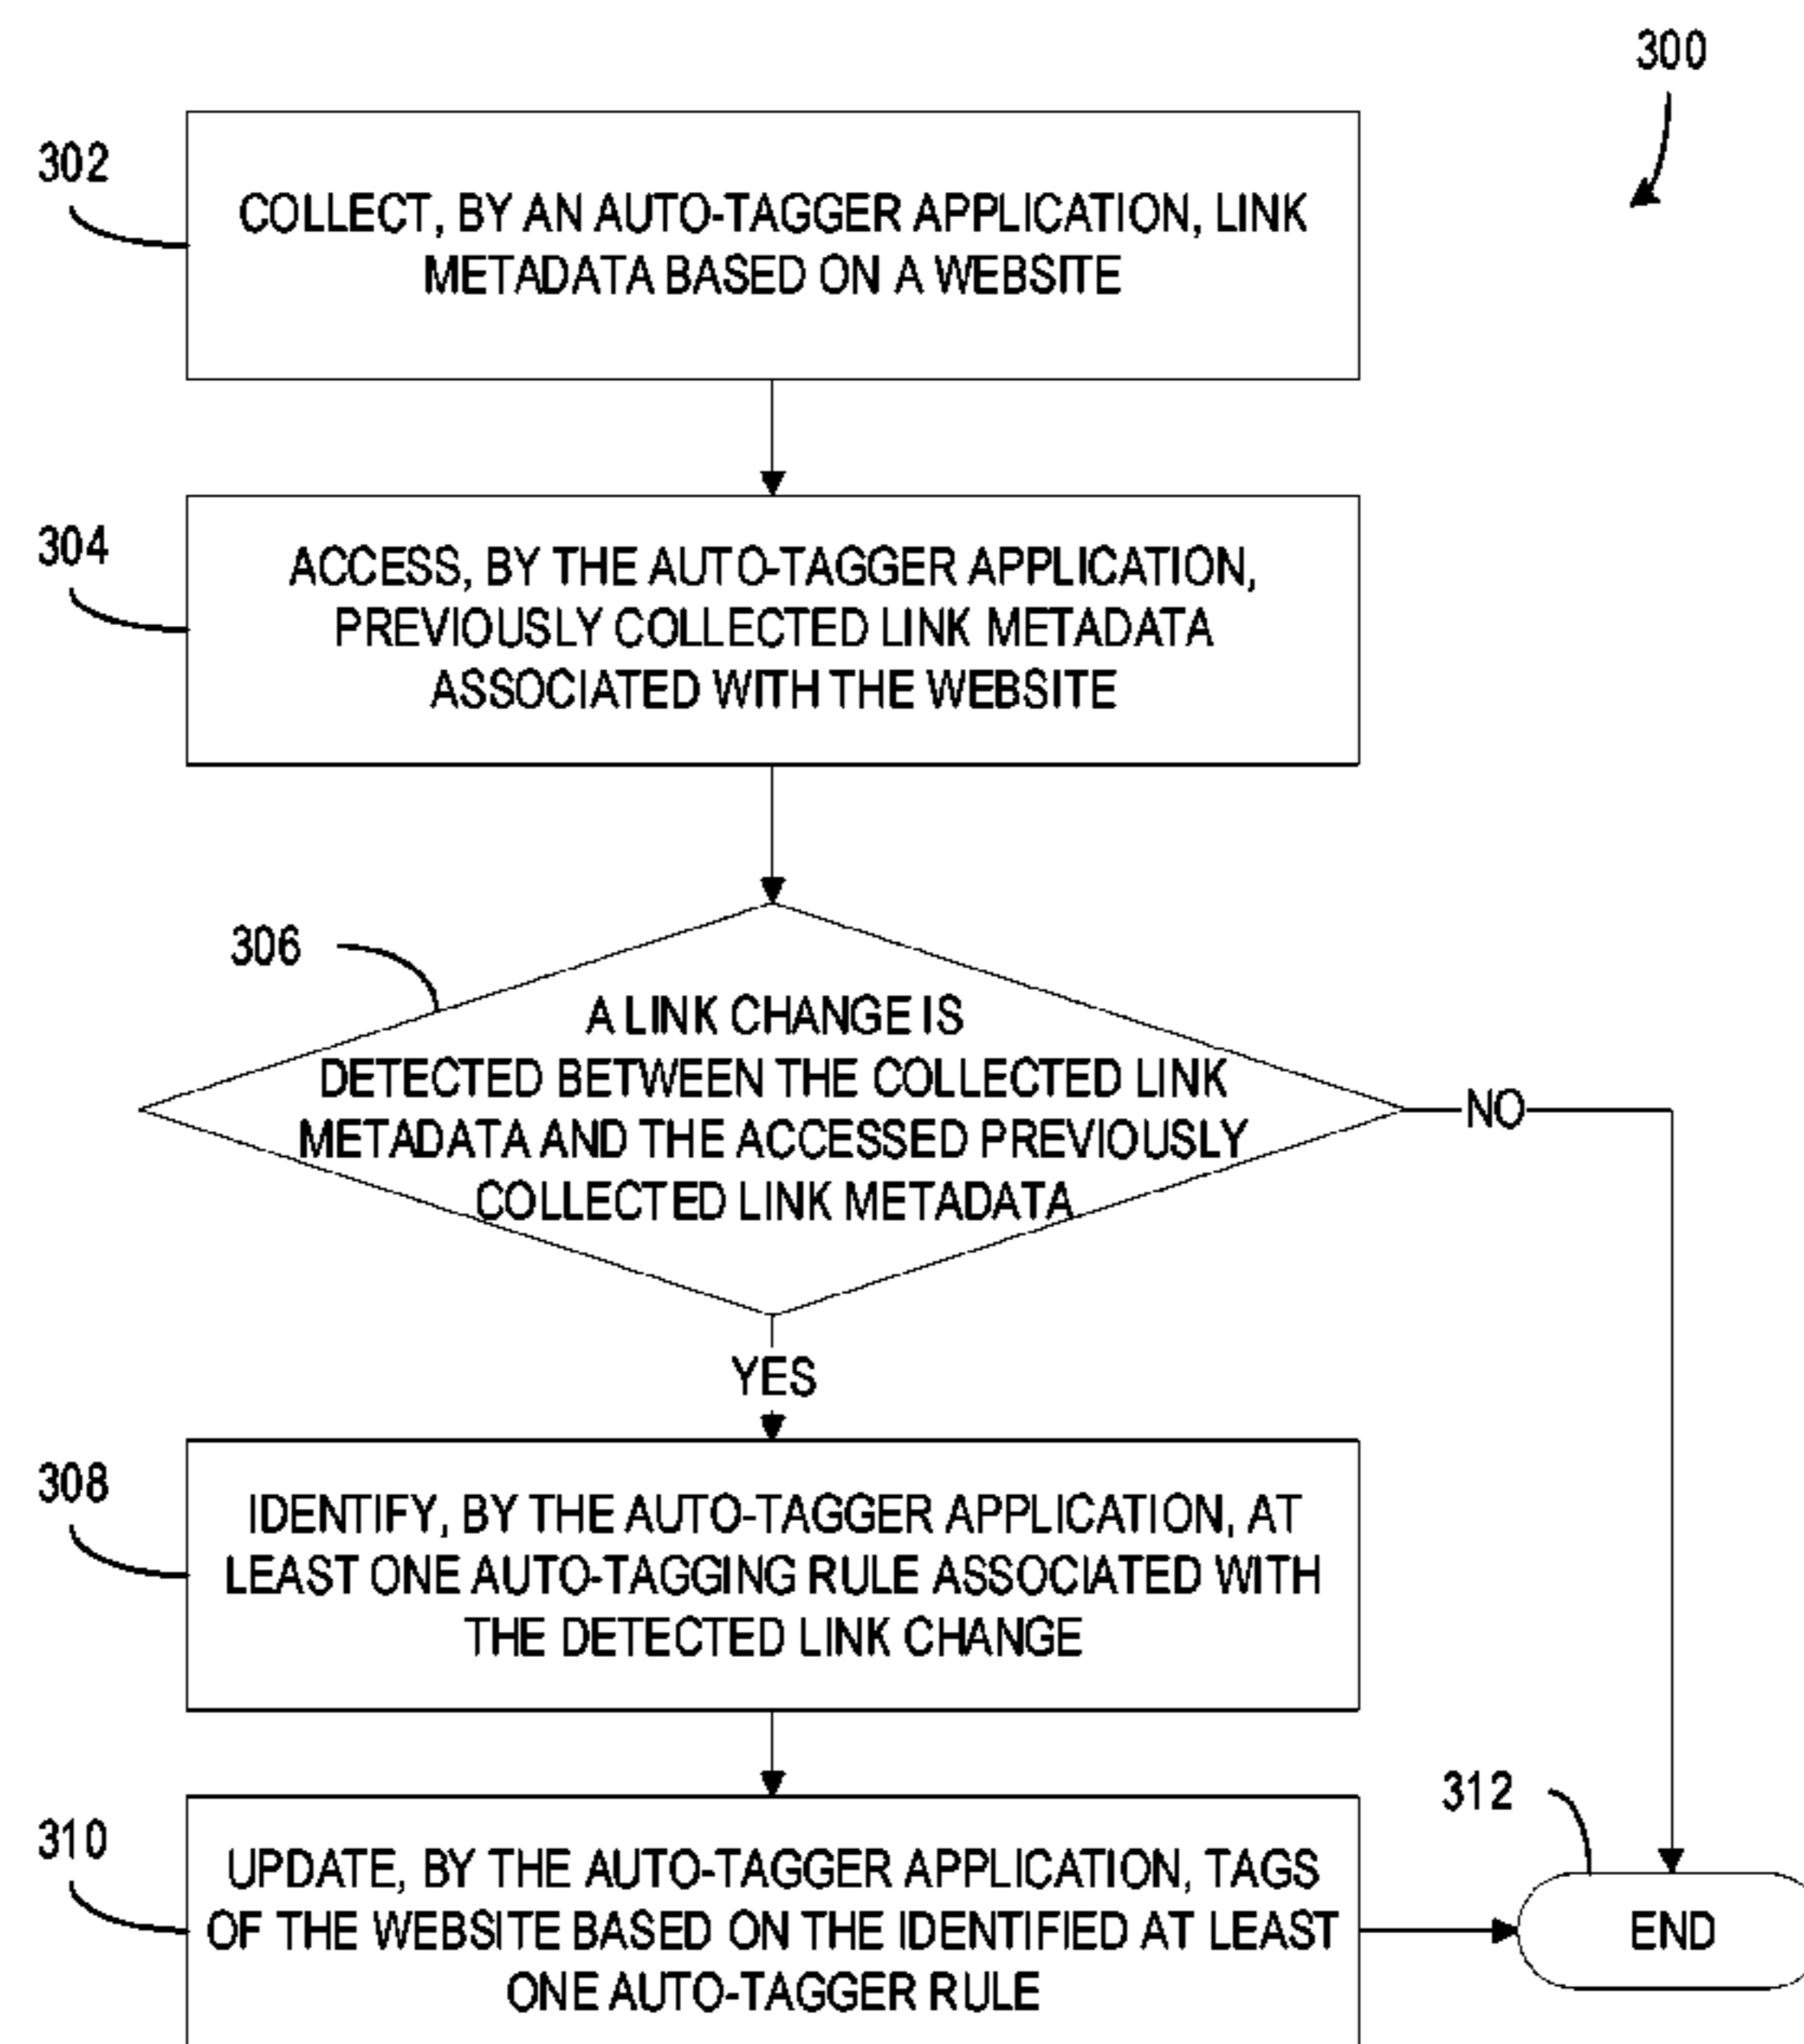 300
302
COLLECT, BY AN AUTO-TAGGER APPLICATION, LINK
METADATA BASED ON A WEBSITE
304
ACCESS, BY THE AUTO-TAGGER APPLICATION,
PREVIOUSLY COLLECTED LINK METADATA
ASSOCIATED WITH THE WEBSITE
306
A LINK CHANGE IS
DETECTED BETWEEN THE COLLECTED LINK
METADATA AND THE ACCESSED PREVIOUSLY
COLLECTED LINK METADATA
NO
YES
308
IDENTIFY, BY THE AUTO-TAGGER APPLICATION, AT
LEAST ONE AUTO-TAGGING RULE ASSOCIATED WITH
THE DETECTED LINK CHANGE
310
UPDATE, BY THE AUTO-TAGGER APPLICATION, TAGS
OF THE WEBSITE BASED ON THE IDENTIFIED AT LEAST
ONE AUTO-TAGGER RULE
312
END